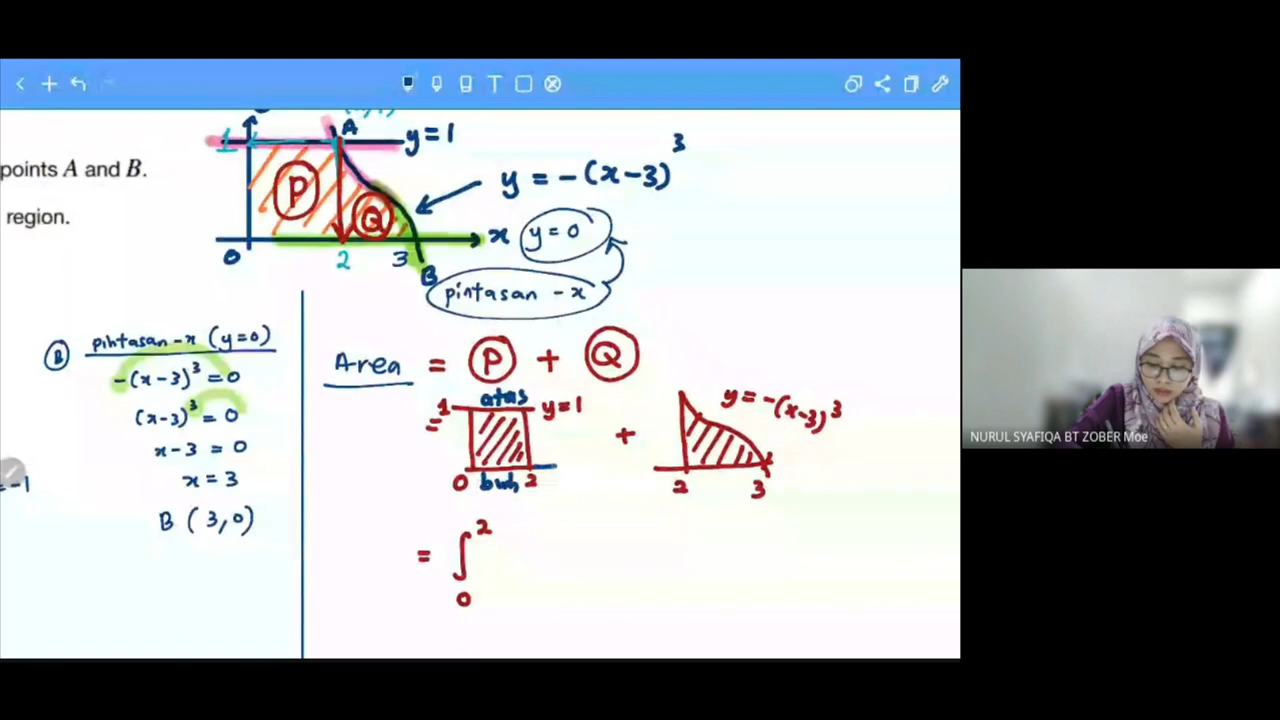 1
A
y = 1
points A and B.
y = -(x-3)³
region.
P
Q
x
y = 0
0
2
3
B
pintasan - x
B
pintasan - x (y=0)
-(x-3)³ = 0
(x-3)³ = 0
x - 3 = 0
x = 3
B (3,0)
= -1
Area = P + Q
= 1
atas
y = 1
0
bwh
2
+
y = -(x-3)³
2
3
= ∫₀²
NURUL SYAFIQA BT ZOBER Moe